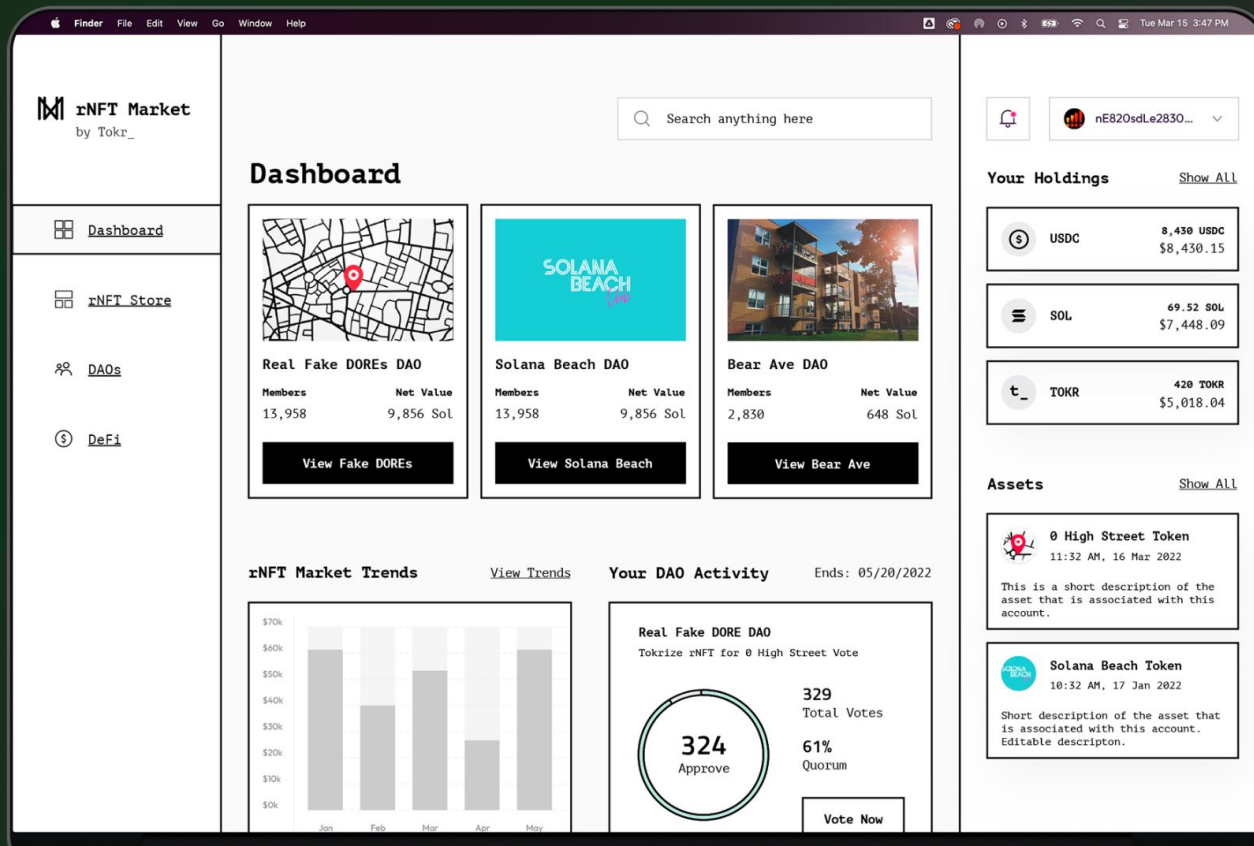 Finder File Edit View Go Window Help
Tue Mar 15 3:47 PM
rNFT Market
by Tokr_
Dashboard
rNFT Store
DAOs
DeFi
Search anything here
Dashboard
Real Fake DOREs DAO
Members Net Value
13,958 9,856 Sol
View Fake DOREs
SOLANA
BEACH
Solana Beach DAO
Members Net Value
13,958 9,856 Sol
View Solana Beach
Bear Ave DAO
Members Net Value
2,830 648 Sol
View Bear Ave
rNFT Market Trends View Trends
$70k
$60k
$50k
$40k
$30k
$20k
$10k
$0k
Jan Feb Mar Apr May
Your DAO Activity Ends: 05/20/2022
Real Fake DORE DAO
Tokrize rNFT for 0 High Street Vote
324
Approve
329
Total Votes
61%
Quorum
Vote Now
nE820sdLe2830...
Your Holdings Show All
USDC
8,430 USDC
$8,430.15
SOL
69.52 SOL
$7,448.09
t_
TOKR
420 TOKR
$5,018.04
Assets Show All
0 High Street Token
11:32 AM, 16 Mar 2022
This is a short description of the
asset that is associated with this
account.
SOLANA
BEACH
Solana Beach Token
10:32 AM, 17 Jan 2022
Short description of the asset that
is associated with this account.
Editable descripton.